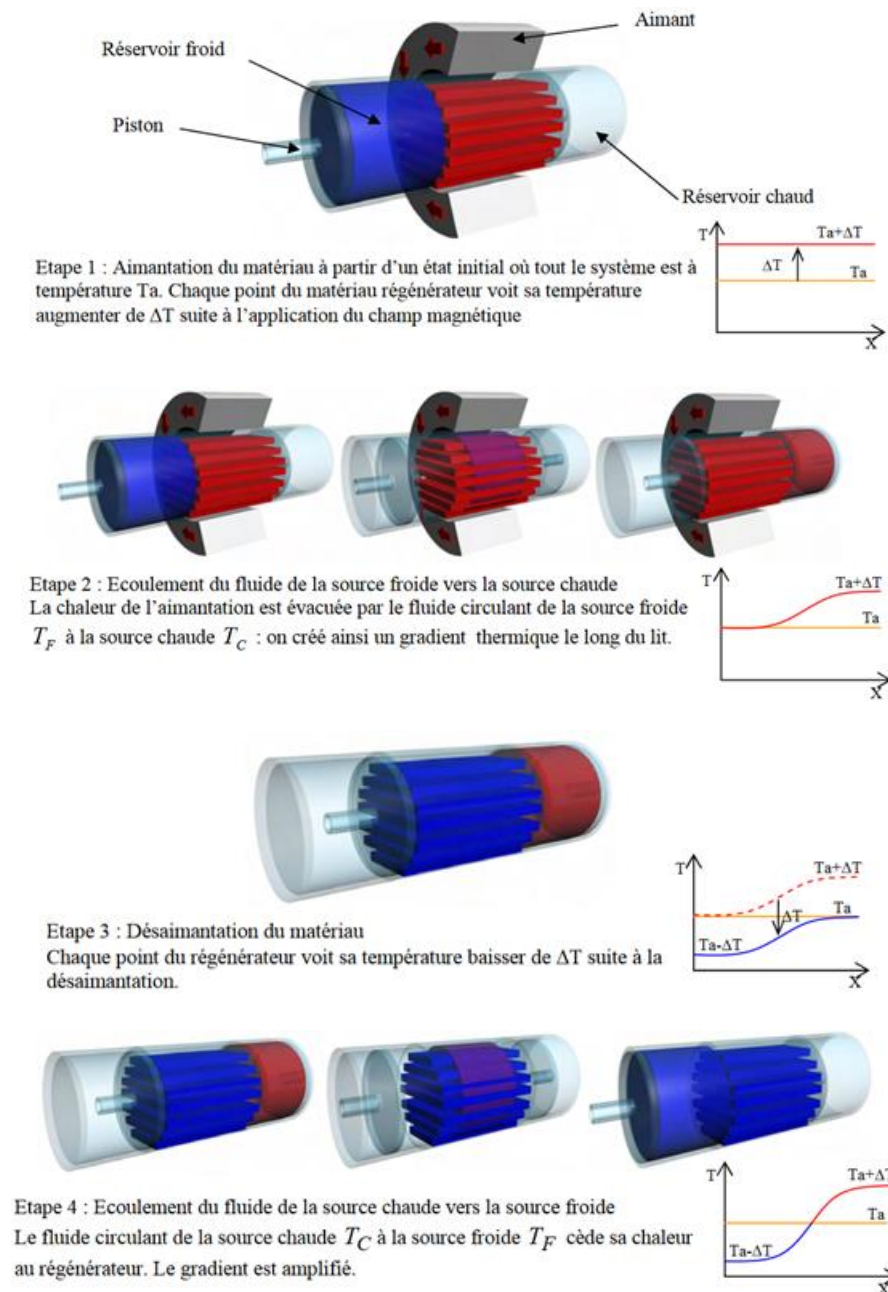 Aimant
Réservoir froid
Piston
Réservoir chaud
T
Ta+ΔT
ΔT
Ta
X
Etape 1 : Aimantation du matériau à partir d'un état initial où tout le système est à
température Ta. Chaque point du matériau régénérateur voit sa température
augmenter de ΔT suite à l'application du champ magnétique
Etape 2 : Ecoulement du fluide de la source froide vers la source chaude
La chaleur de l'aimantation est évacuée par le fluide circulant de la source froide
T_F à la source chaude T_C : on créé ainsi un gradient thermique le long du lit.
T
Ta+ΔT
Ta
X
T
Ta+ΔT
Ta
ΔT
Ta-ΔT
X
Etape 3 : Désaimantation du matériau
Chaque point du régénérateur voit sa température baisser de ΔT suite à la
désaimantation.
Etape 4 : Ecoulement du fluide de la source chaude vers la source froide
Le fluide circulant de la source chaude T_C à la source froide T_F cède sa chaleur
au régénérateur. Le gradient est amplifié.
T
Ta+ΔT
Ta
Ta-ΔT
X